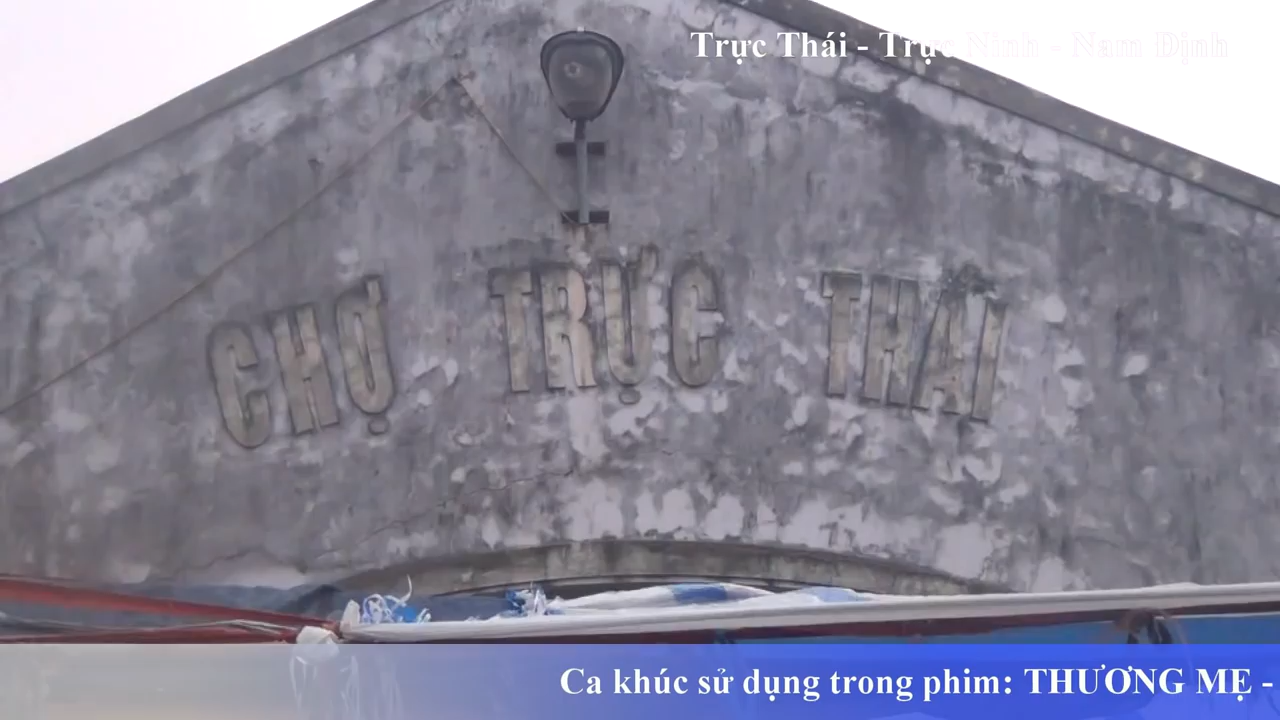 Trực Thái - Trực Ninh - Nam Định
CHỢ TRỰC THÁI
Ca khúc sử dụng trong phim: THƯƠNG MẸ -